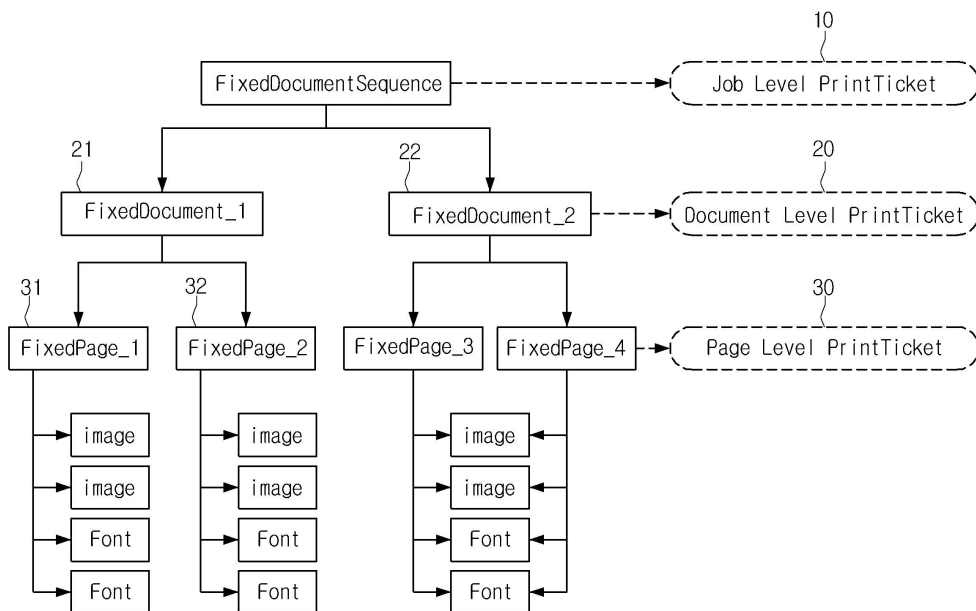 10
FixedDocumentSequence
Job Level PrintTicket
21
22
20
FixedDocument_1
FixedDocument_2
Document Level PrintTicket
31
32
30
FixedPage_1
FixedPage_2
FixedPage_3
FixedPage_4
Page Level PrintTicket
image
image
image
image
image
image
Font
Font
Font
Font
Font
Font